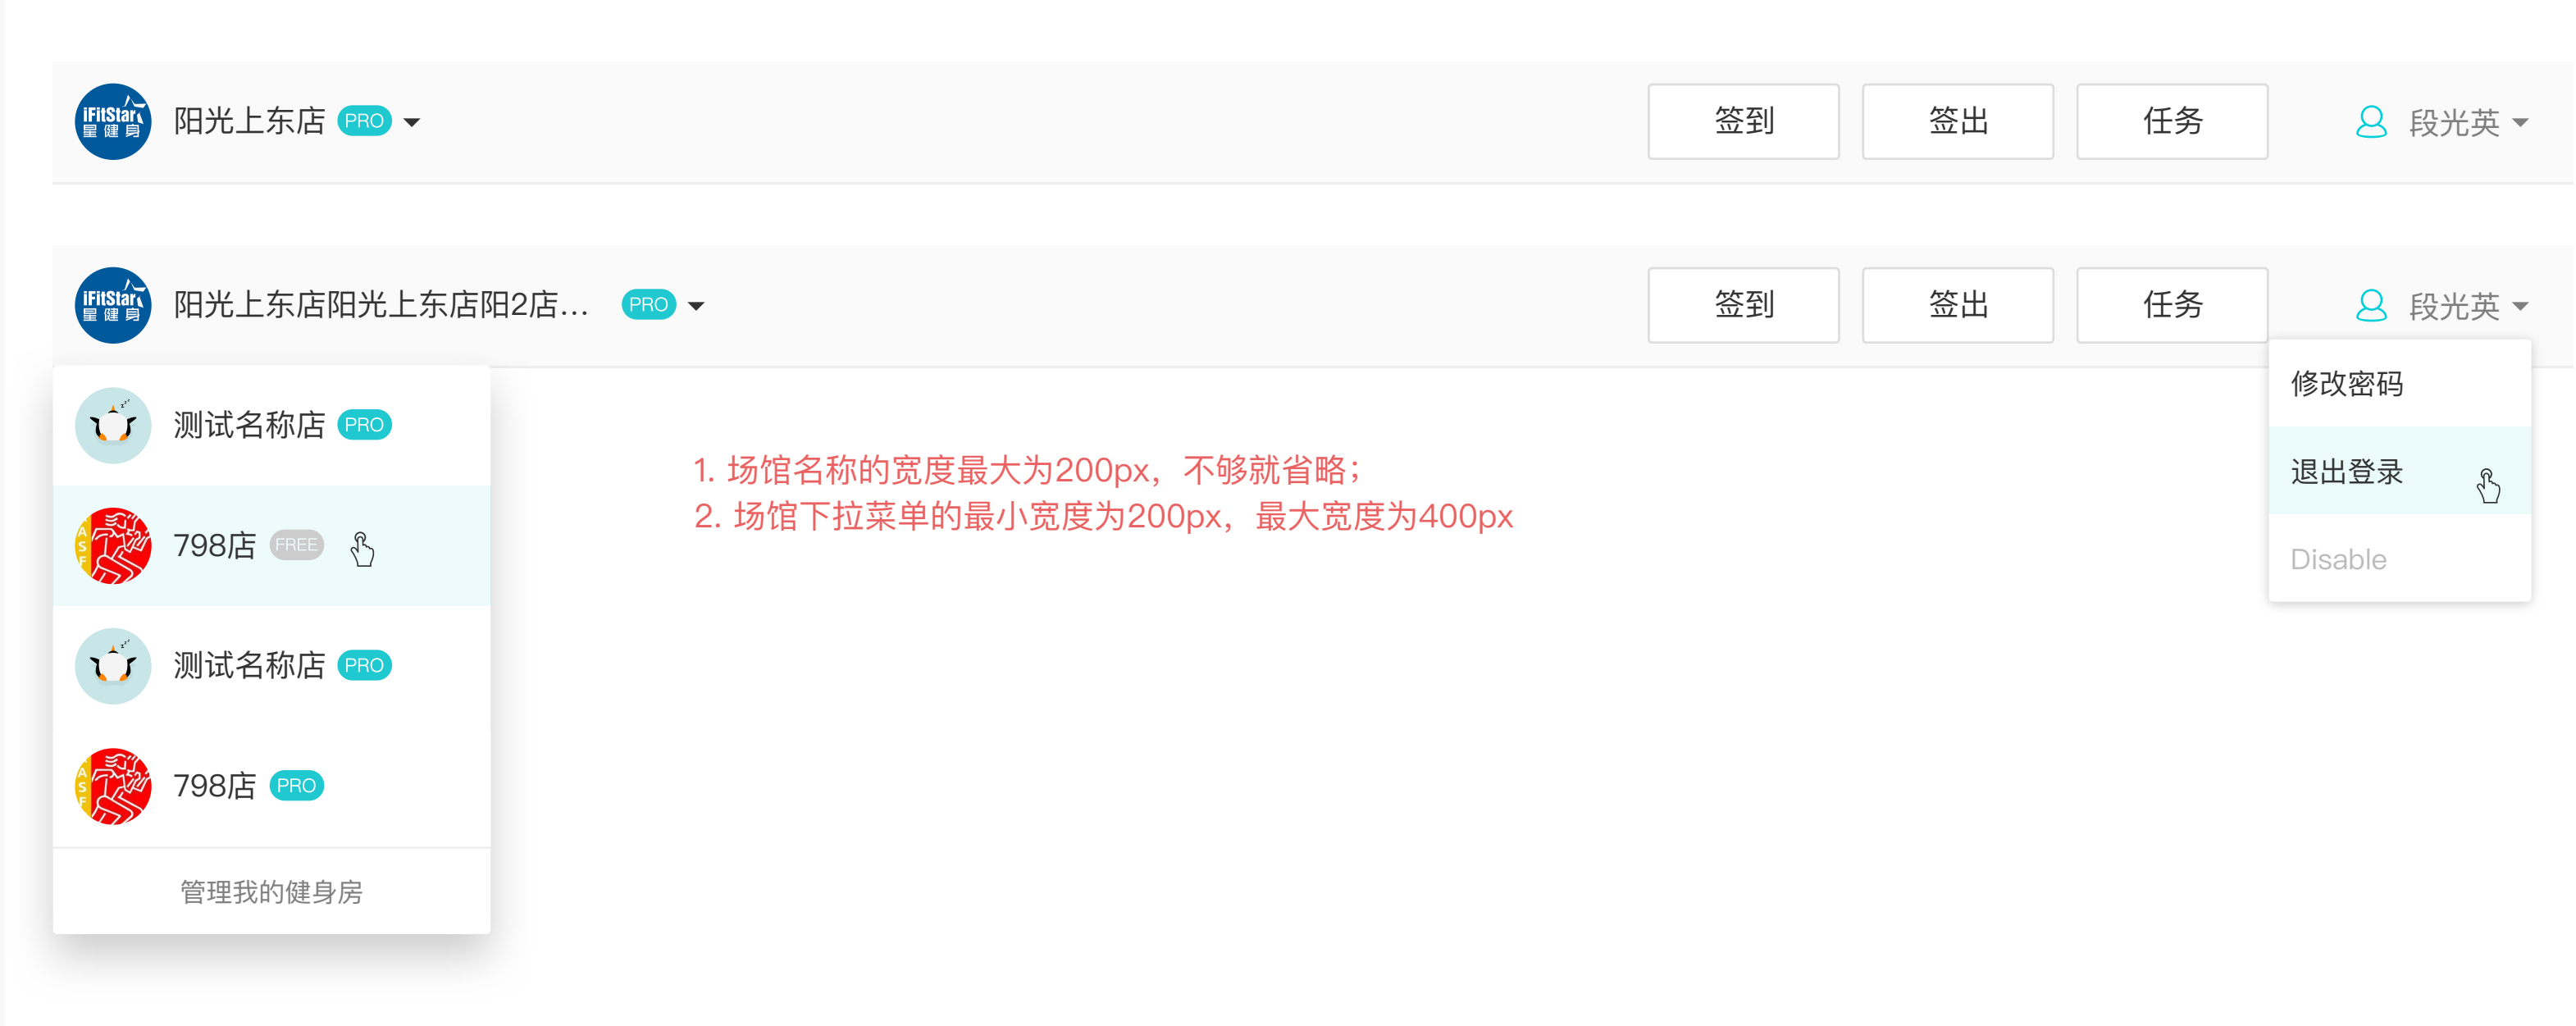 iFitStar
星健身
阳光上东店 PRO
签到
签出
任务
段光英
iFitStar
星健身
阳光上东店阳光上东店阳2店... PRO
签到
签出
任务
段光英
测试名称店 PRO
ASF
798店 FREE
测试名称店 PRO
ASF
798店 PRO
管理我的健身房
1. 场馆名称的宽度最大为200px，不够就省略；
2. 场馆下拉菜单的最小宽度为200px，最大宽度为400px
修改密码
退出登录
Disable